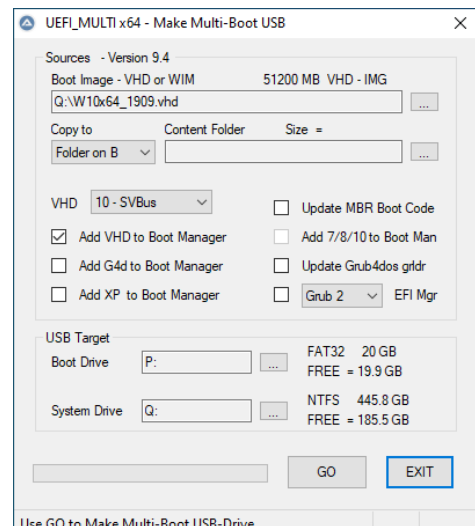 UEFI_MULTI x64 - Make Multi-Boot USB
Sources - Version 9.4
Boot Image - VHD or WIM 51200 MB VHD - IMG
Q:\W10x64_1909.vhd ...
Copy to Content Folder Size =
Folder on B ...
VHD 10 - SVBus Update MBR Boot Code
Add VHD to Boot Manager Add 7/8/10 to Boot Man
Add G4d to Boot Manager Update Grub4dos grldr
Add XP to Boot Manager Grub 2 EFI Mgr
USB Target
Boot Drive P: ... FAT32 20 GB
FREE = 19.9 GB
System Drive Q: ... NTFS 445.8 GB
FREE = 185.5 GB
GO EXIT
Use GO to Make Multi-Boot USB-Drive